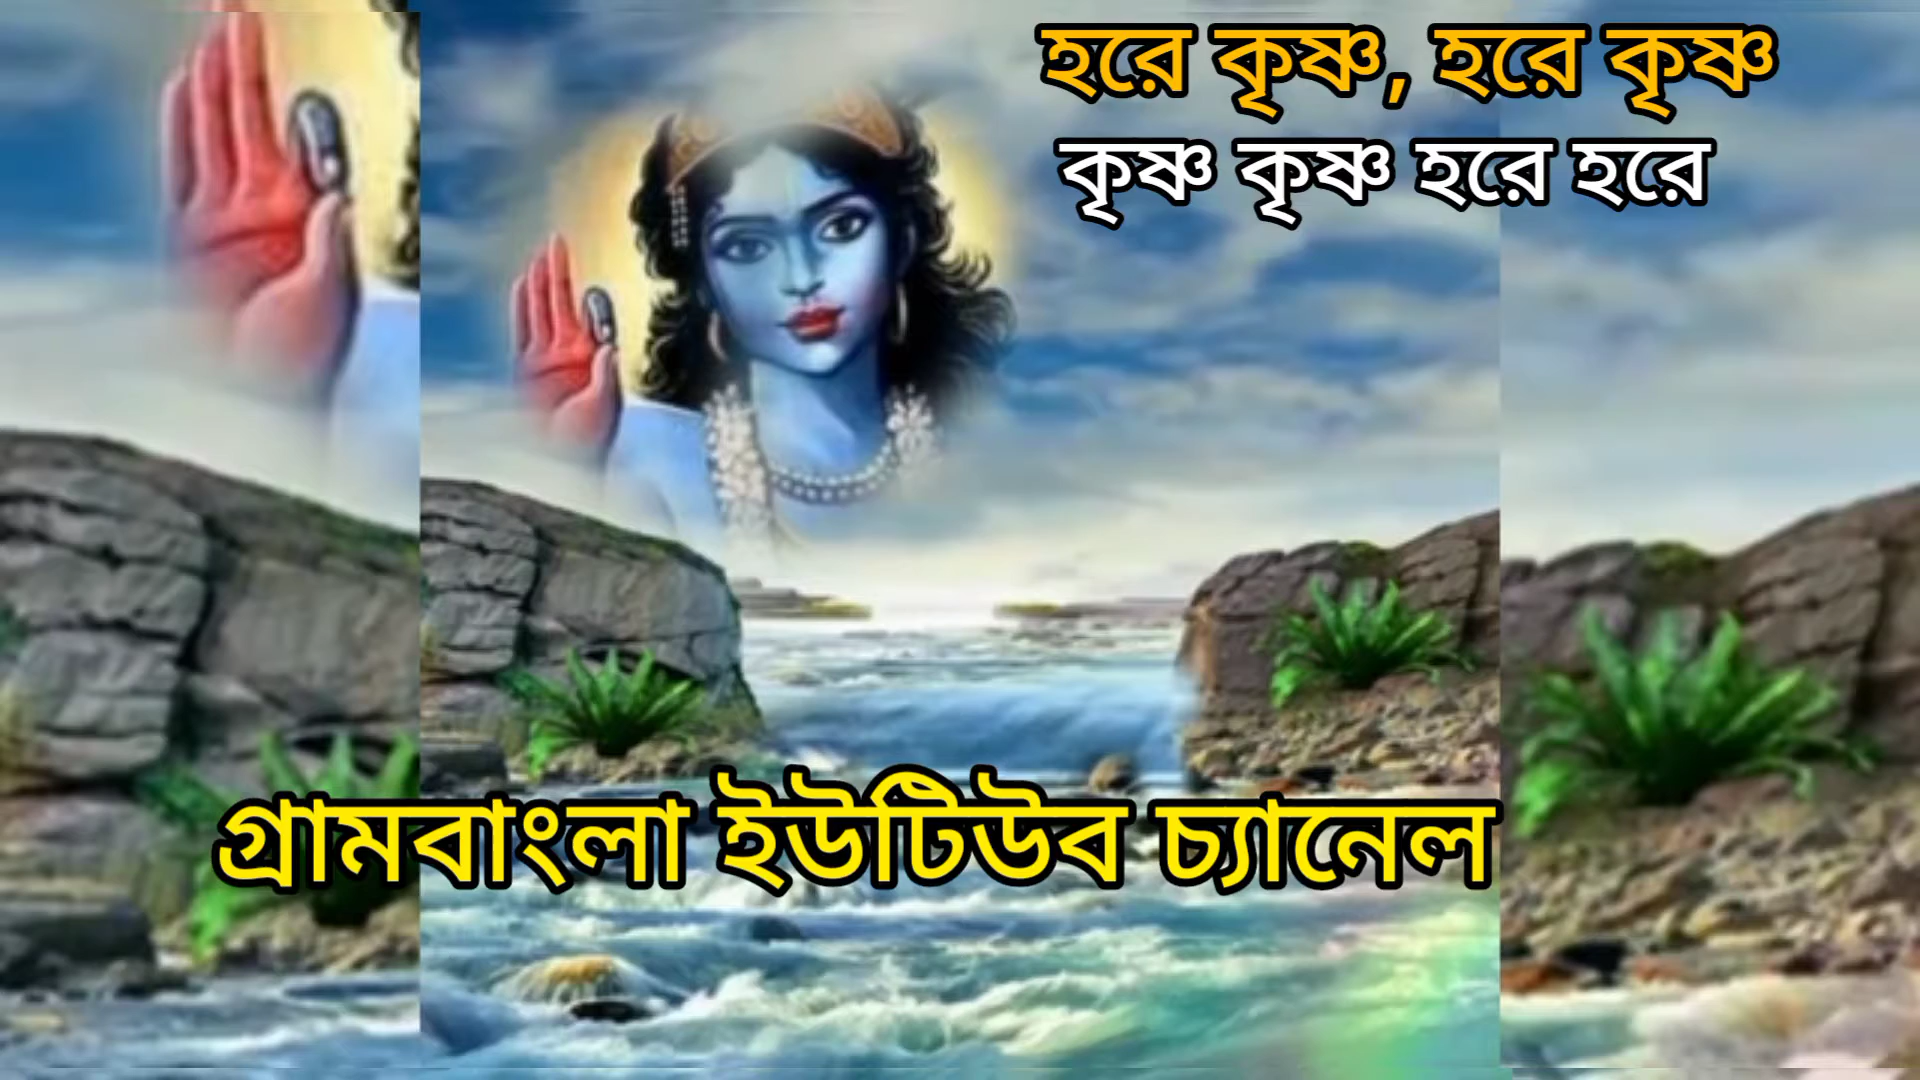 হরে কৃষ্ণ, হরে কৃষ্ণ
কৃষ্ণ কৃষ্ণ হরে হরে
গ্রামবাংলা ইউটিউব চ্যানেল